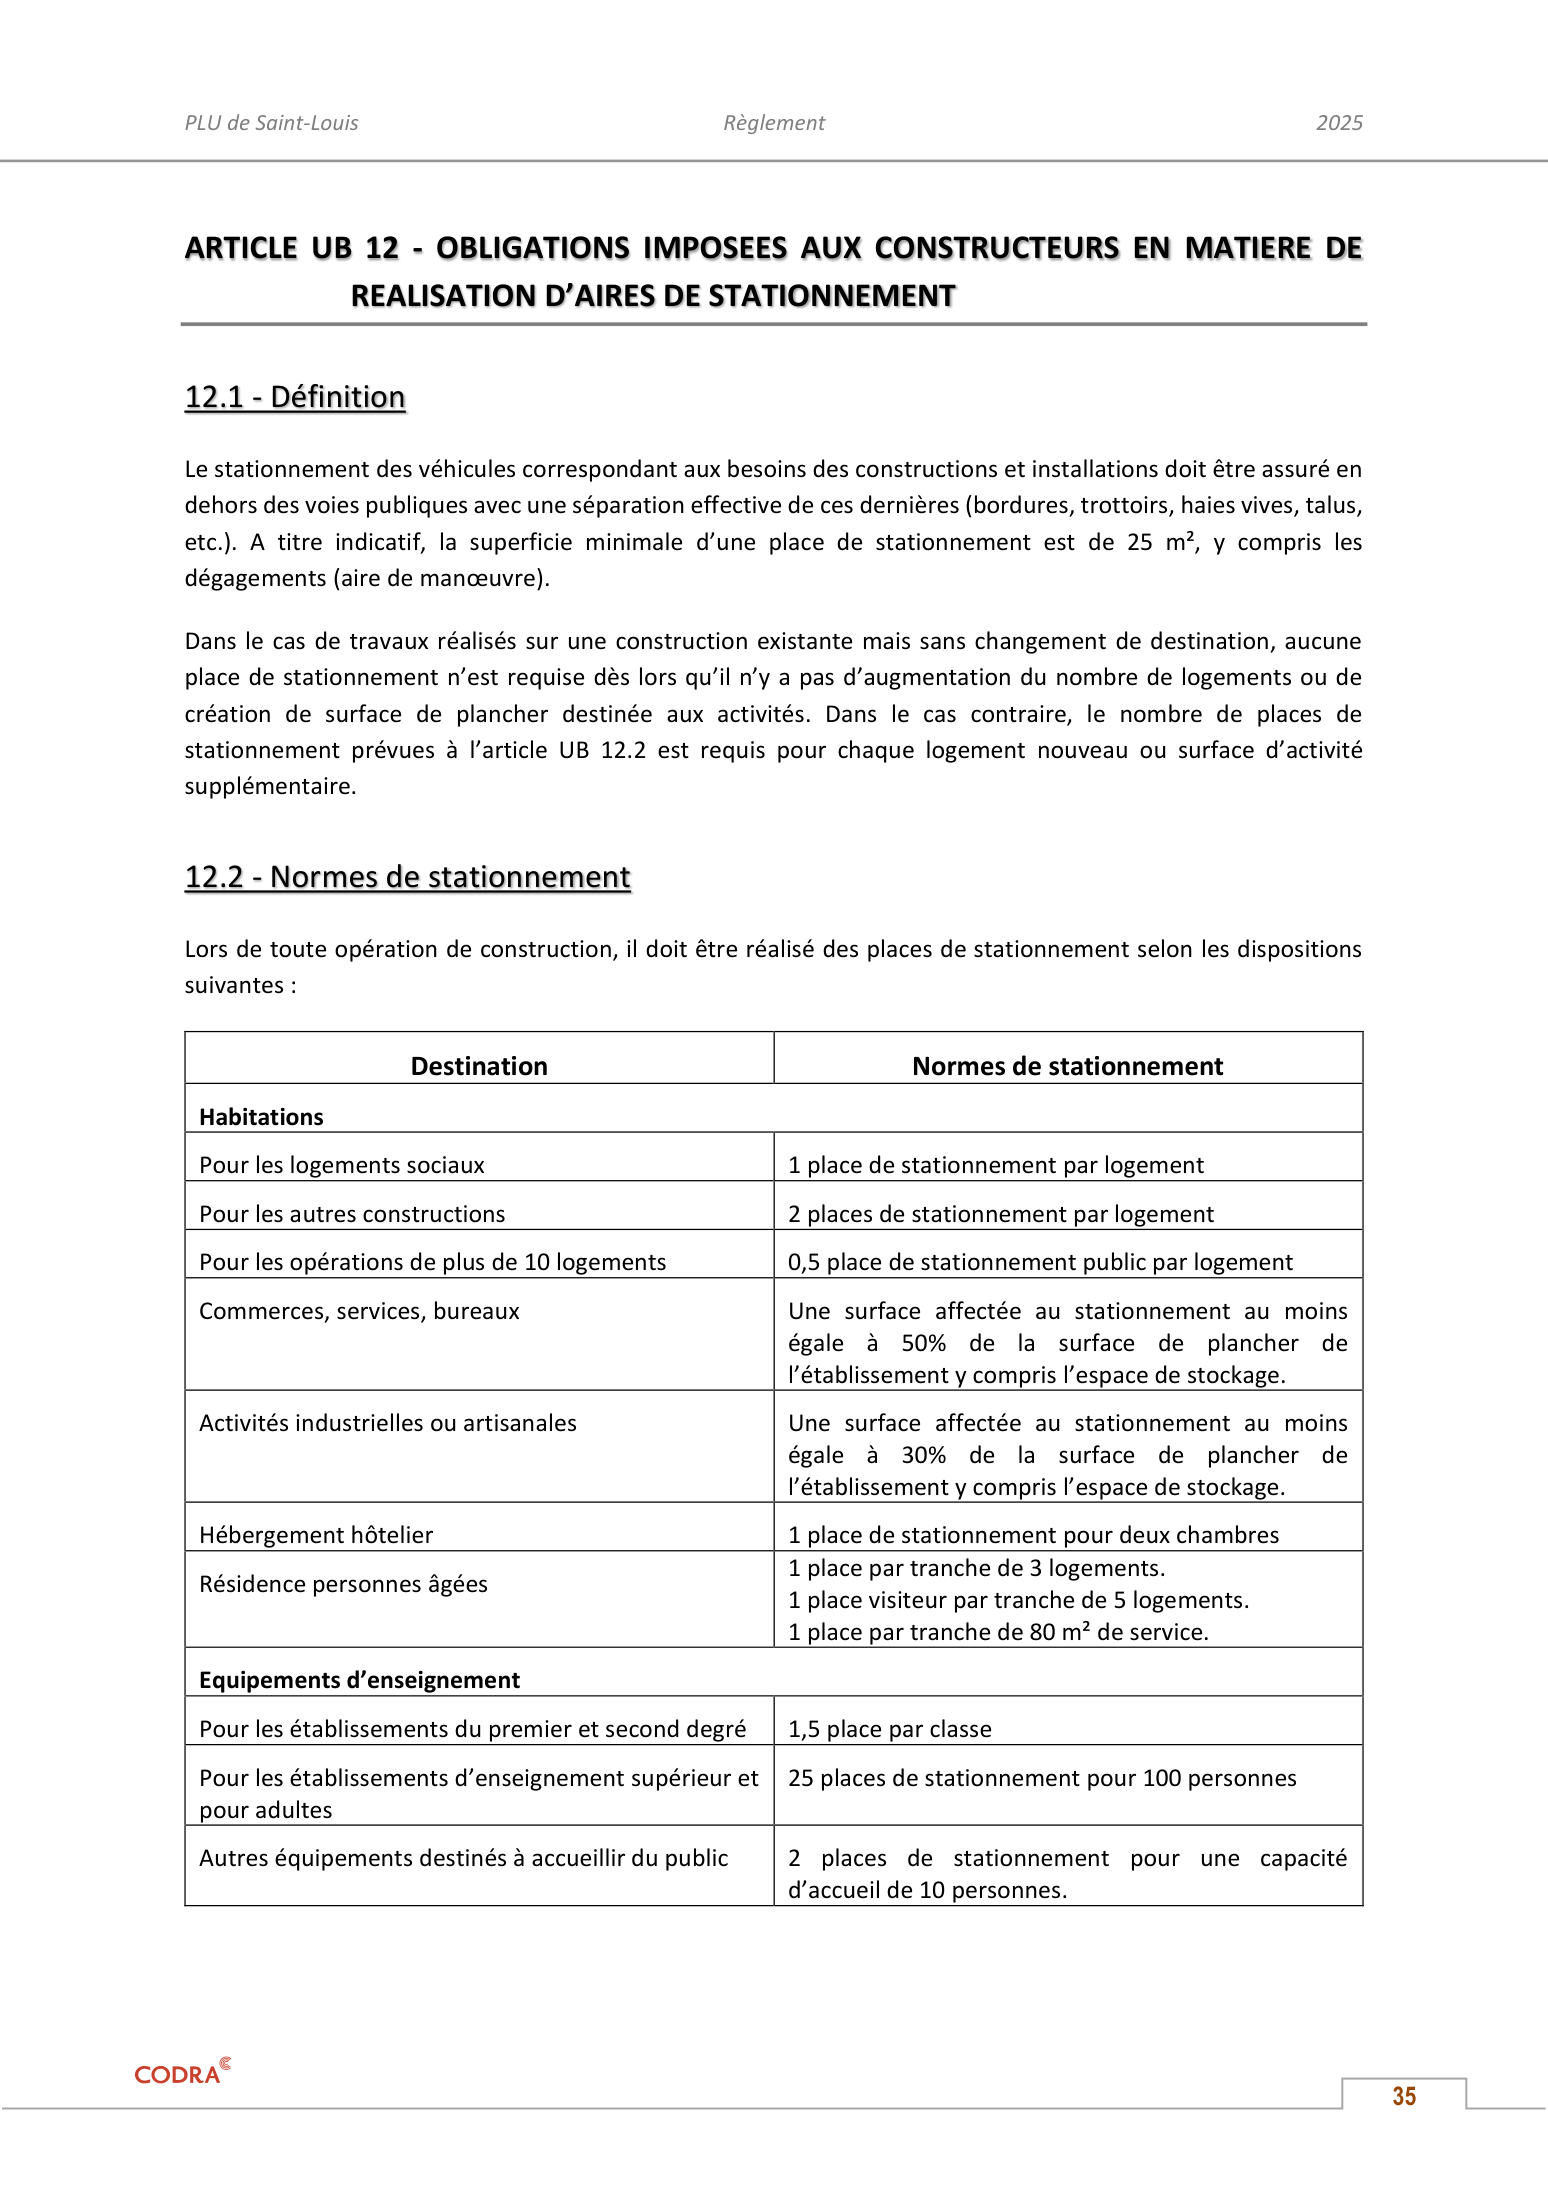 PLU de Saint-Louis Règlement 2025
ARTICLE UB 12 - OBLIGATIONS IMPOSEES AUX CONSTRUCTEURS EN MATIERE DE
REALISATION D’AIRES DE STATIONNEMENT
12.1 - Définition
Le stationnement des véhicules correspondant aux besoins des constructions et installations doit être assuré en
dehors des voies publiques avec une séparation effective de ces dernières (bordures, trottoirs, haies vives, talus,
etc.). A titre indicatif, la superficie minimale d’une place de stationnement est de 25 m², y compris les
dégagements (aire de manœuvre).
Dans le cas de travaux réalisés sur une construction existante mais sans changement de destination, aucune
place de stationnement n’est requise dès lors qu’il n’y a pas d’augmentation du nombre de logements ou de
création de surface de plancher destinée aux activités. Dans le cas contraire, le nombre de places de
stationnement prévues à l’article UB 12.2 est requis pour chaque logement nouveau ou surface d’activité
supplémentaire.
12.2 - Normes de stationnement
Lors de toute opération de construction, il doit être réalisé des places de stationnement selon les dispositions
suivantes :
Destination Normes de stationnement
Habitations
Pour les logements sociaux 1 place de stationnement par logement
Pour les autres constructions 2 places de stationnement par logement
Pour les opérations de plus de 10 logements 0,5 place de stationnement public par logement
Commerces, services, bureaux Une surface affectée au stationnement au moins
égale à 50% de la surface de plancher de
l’établissement y compris l’espace de stockage.
Activités industrielles ou artisanales Une surface affectée au stationnement au moins
égale à 30% de la surface de plancher de
l’établissement y compris l’espace de stockage.
Hébergement hôtelier 1 place de stationnement pour deux chambres
Résidence personnes âgées 1 place par tranche de 3 logements.
1 place visiteur par tranche de 5 logements.
1 place par tranche de 80 m² de service.
Equipements d’enseignement
Pour les établissements du premier et second degré 1,5 place par classe
Pour les établissements d’enseignement supérieur et 25 places de stationnement pour 100 personnes
pour adultes
Autres équipements destinés à accueillir du public 2 places de stationnement pour une capacité
d’accueil de 10 personnes.
CODRA
35